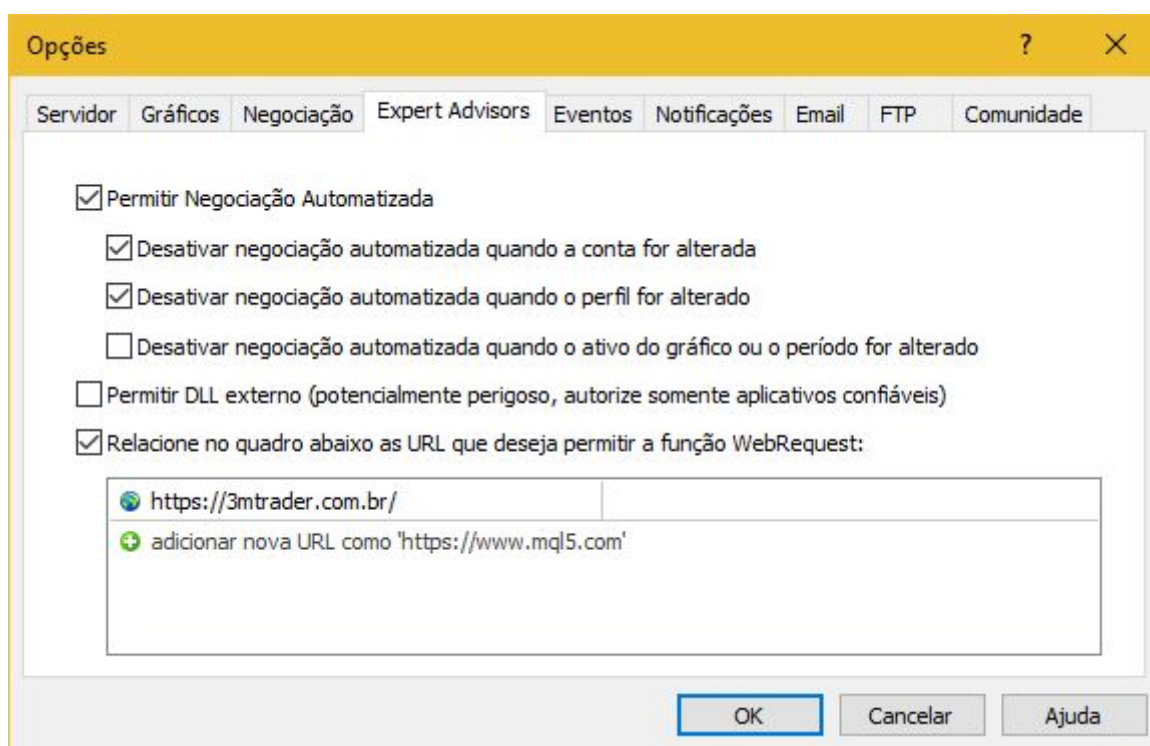 Opções
Servidor Gráficos Negociação Expert Advisors Eventos Notificações Email FTP Comunidade
Permitir Negociação Automatizada
Desativar negociação automatizada quando a conta for alterada
Desativar negociação automatizada quando o perfil for alterado
Desativar negociação automatizada quando o ativo do gráfico ou o período for alterado
Permitir DLL externo (potencialmente perigoso, autorize somente aplicativos confiáveis)
Relacione no quadro abaixo as URL que deseja permitir a função WebRequest:
https://3mtrader.com.br/
adicionar nova URL como 'https://www.mql5.com'
OK Cancelar Ajuda